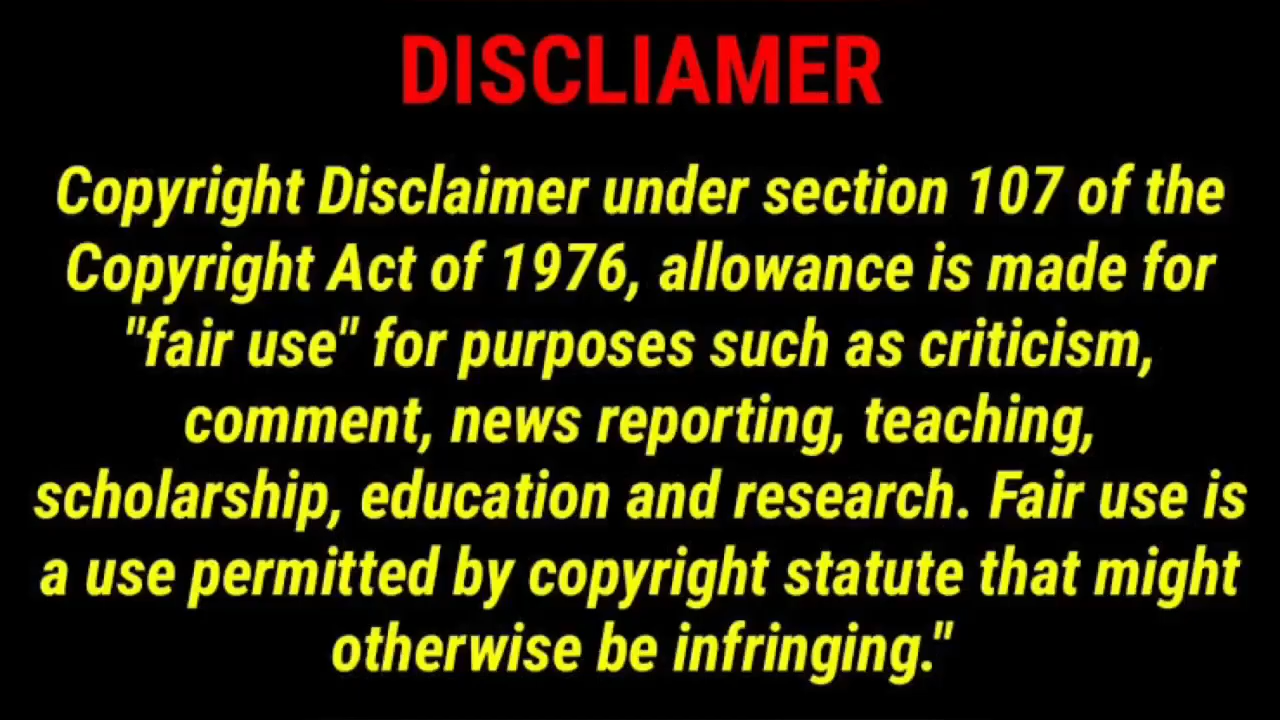 DISCLIAMER
Copyright Disclaimer under section 107 of the
Copyright Act of 1976, allowance is made for
"fair use" for purposes such as criticism,
comment, news reporting, teaching,
scholarship, education and research. Fair use is
a use permitted by copyright statute that might
otherwise be infringing."